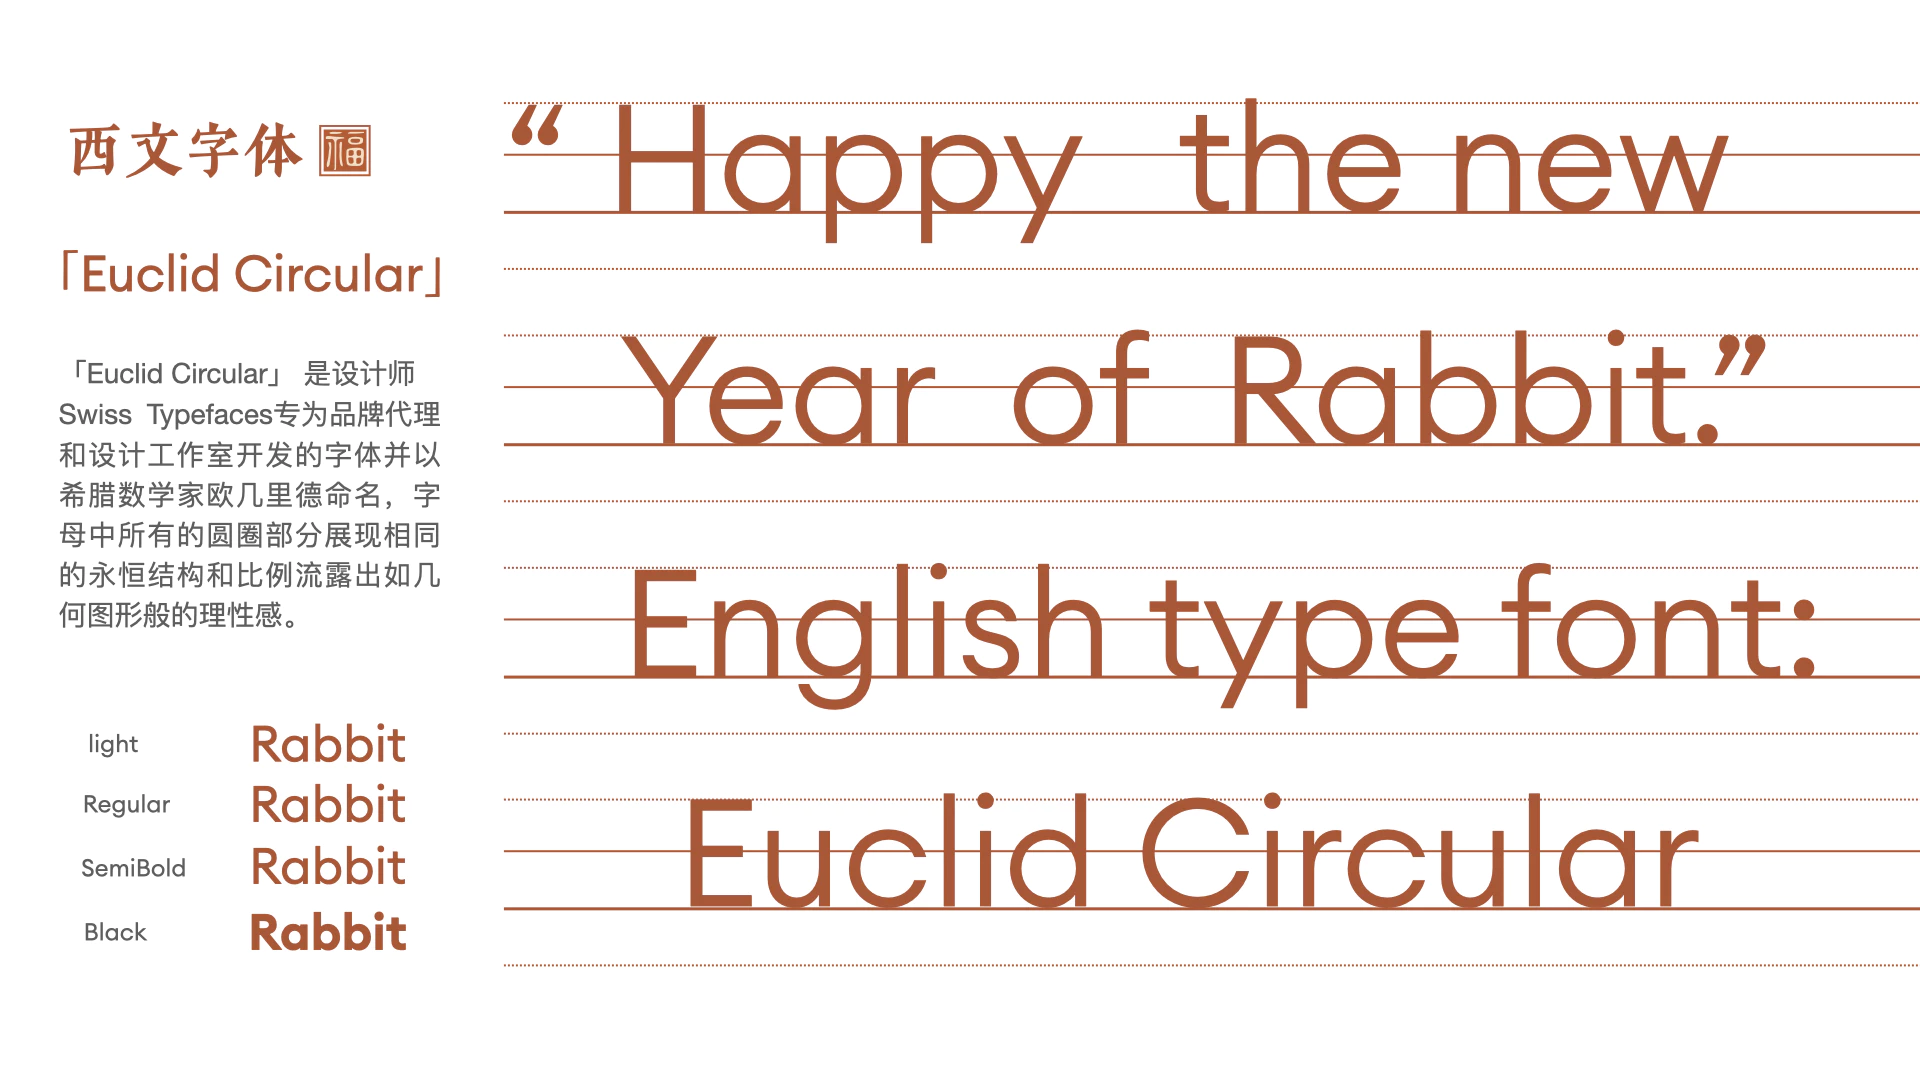 西文字体 福
「Euclid Circular」
「Euclid Circular」 是设计师
Swiss Typefaces专为品牌代理
和设计工作室开发的字体并以
希腊数学家欧几里德命名，字
母中所有的圆圈部分展现相同
的永恒结构和比例流露出如几
何图形般的理性感。
light Rabbit
Regular Rabbit
SemiBold Rabbit
Black Rabbit
“ Happy the new
Year of Rabbit.”
English type font:
Euclid Circular